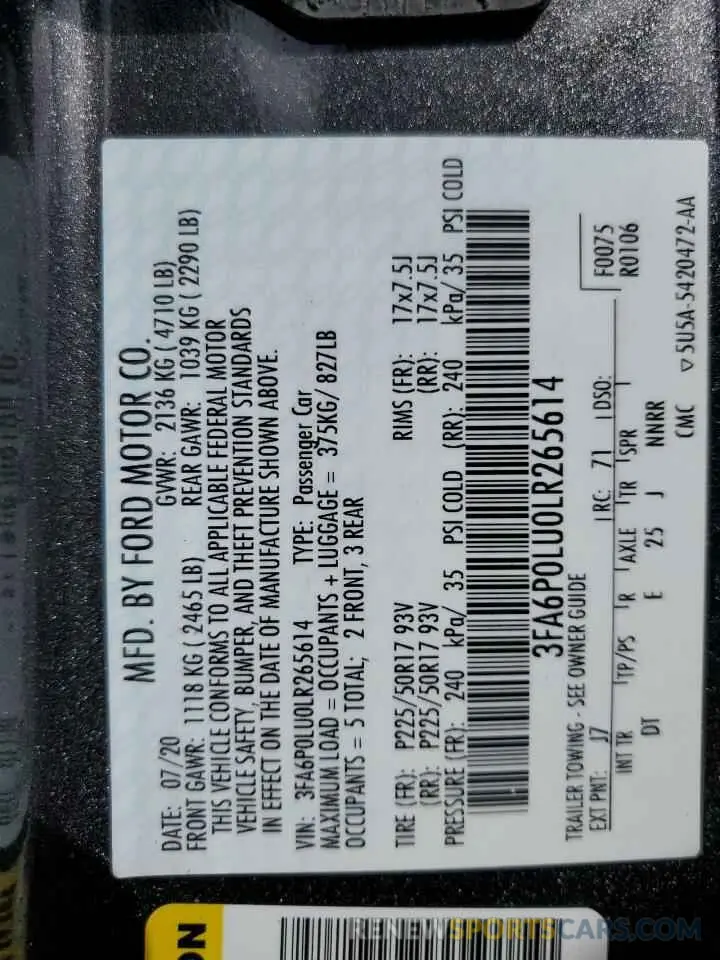 MFD. BY FORD MOTOR CO.
DATE: 07/20 GVWR: 2136 KG ( 4710 LB)
FRONT GAWR: 1118 KG ( 2465 LB) REAR GAWR: 1039 KG ( 2290 LB)
THIS VEHICLE CONFORMS TO ALL APPLICABLE FEDERAL MOTOR
VEHICLE SAFETY, BUMPER, AND THEFT PREVENTION STANDARDS
IN EFFECT ON THE DATE OF MANUFACTURE SHOWN ABOVE.
VIN: 3FA6P0LU0LR265614 TYPE: Passenger Car
MAXIMUM LOAD = OCCUPANTS + LUGGAGE = 375KG/ 827LB
OCCUPANTS = 5 TOTAL; 2 FRONT, 3 REAR
TIRE (FR): P225/50R17 93V RIMS (FR): 17x7.5J
(RR): P225/50R17 93V (RR): 17x7.5J
PRESSURE (FR): 240 kPa/ 35 PSI COLD (RR): 240 kPa/ 35 PSI COLD
3FA6P0LU0LR265614
TRAILER TOWING - SEE OWNER GUIDE F0075
EXT PNT: J7 RC: 71 DSO: R0106
INT TR TP/PS R AXLE TR SPR
DT E 25 J NNRR
CMC ▽5U5A-5420472-AA
ON
RENEWSPORTSCARS.COM